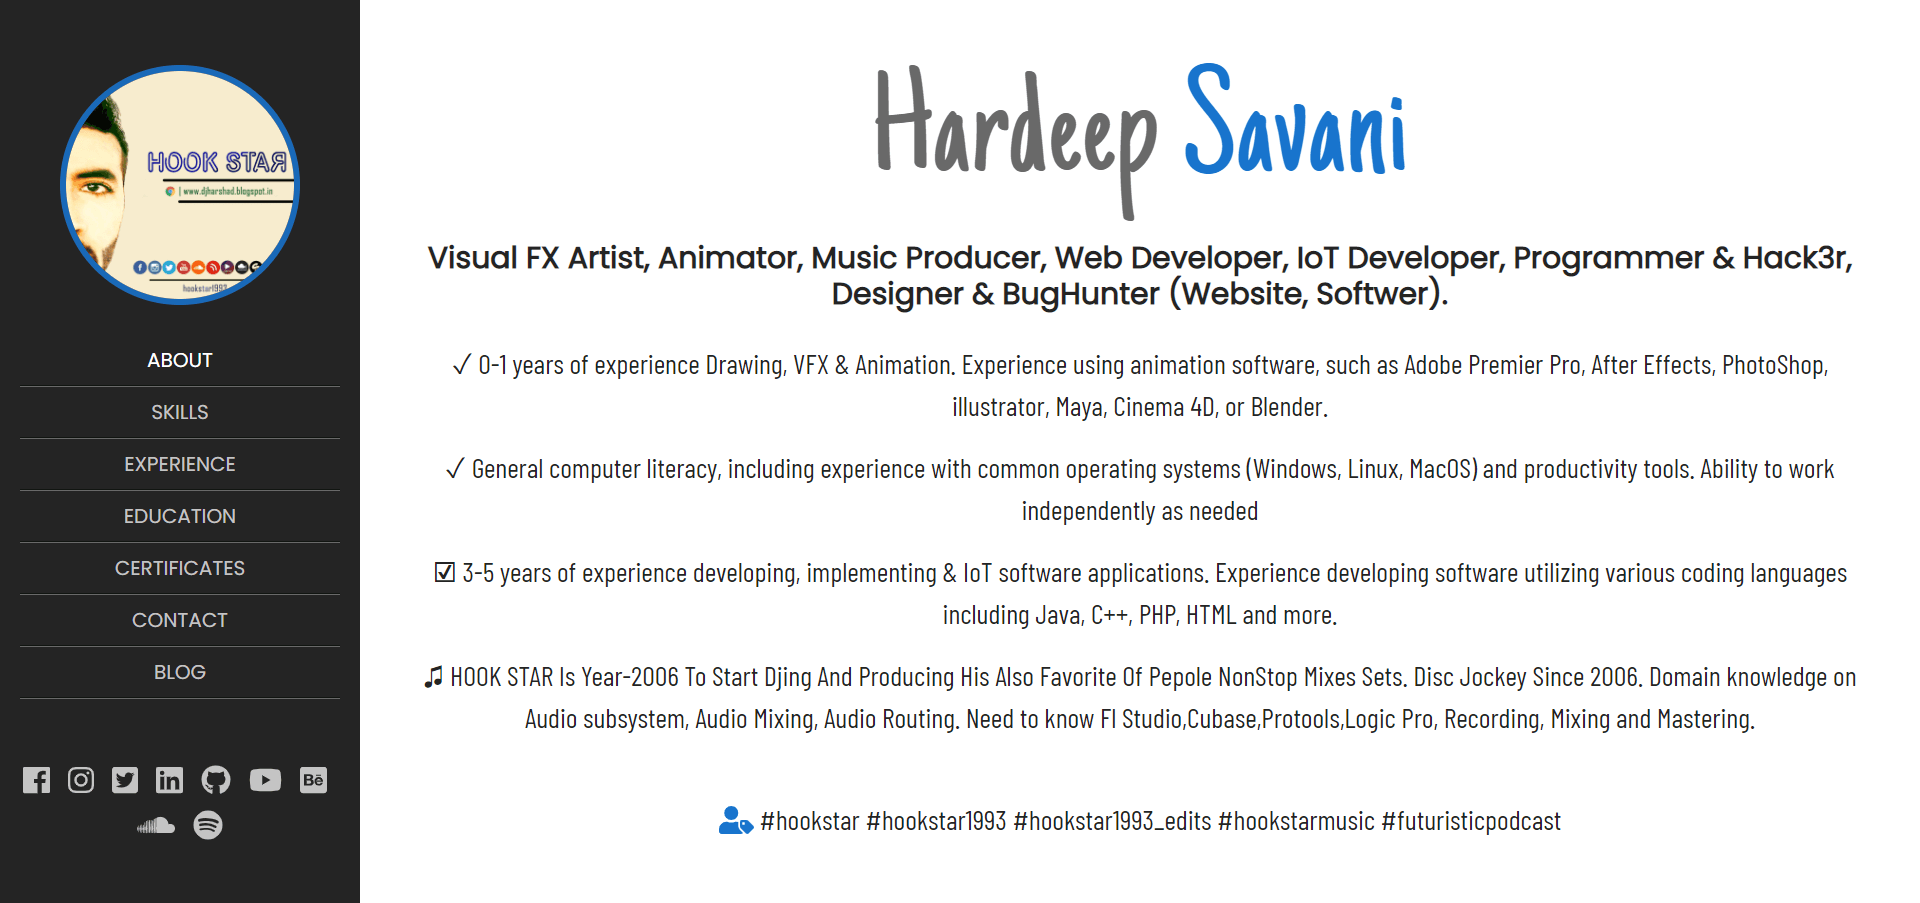 HOOK STAR
| www.djharshad.blogspot.in
hookstar1993
ABOUT
SKILLS
EXPERIENCE
EDUCATION
CERTIFICATES
CONTACT
BLOG
Hardeep Savani
Visual FX Artist, Animator, Music Producer, Web Developer, IoT Developer, Programmer & Hack3r,
Designer & BugHunter (Website, Softwer).
✓ 0-1 years of experience Drawing, VFX & Animation. Experience using animation software, such as Adobe Premier Pro, After Effects, PhotoShop,
illustrator, Maya, Cinema 4D, or Blender.
✓ General computer literacy, including experience with common operating systems (Windows, Linux, MacOS) and productivity tools. Ability to work
independently as needed
☑ 3-5 years of experience developing, implementing & IoT software applications. Experience developing software utilizing various coding languages
including Java, C++, PHP, HTML and more.
♫ HOOK STAR Is Year-2006 To Start Djing And Producing His Also Favorite Of Pepole NonStop Mixes Sets. Disc Jockey Since 2006. Domain knowledge on
Audio subsystem, Audio Mixing, Audio Routing. Need to know Fl Studio,Cubase,Protools,Logic Pro, Recording, Mixing and Mastering.
#hookstar #hookstar1993 #hookstar1993_edits #hookstarmusic #futuristicpodcast